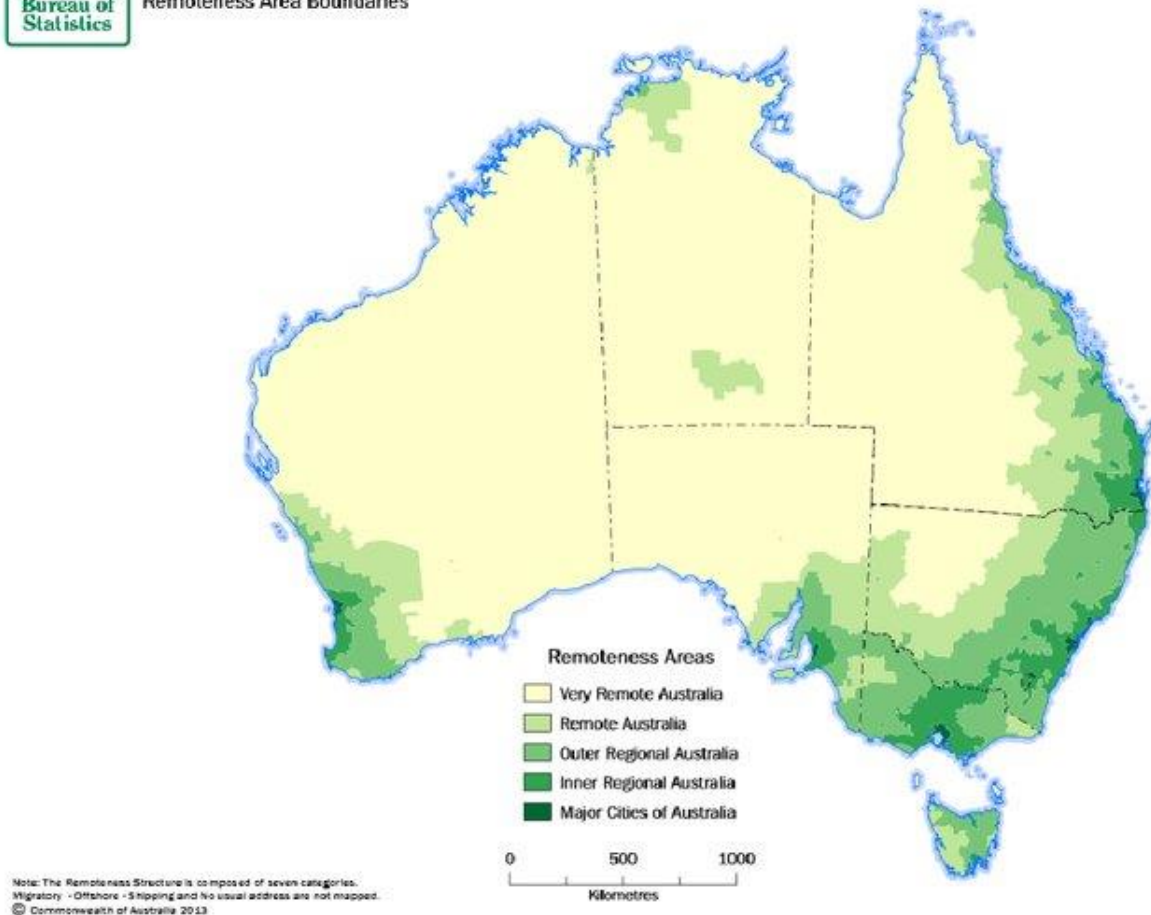 Bureau of
Statistics
Remoteness Area Boundaries
Remoteness Areas
Very Remote Australia
Remote Australia
Outer Regional Australia
Inner Regional Australia
Major Cities of Australia
0 500 1000
Kilometres
Note: The Remoteness Structure is composed of seven categories.
Migratory - Offshore - Shipping and No usual address are not mapped.
© Commonwealth of Australia 2013